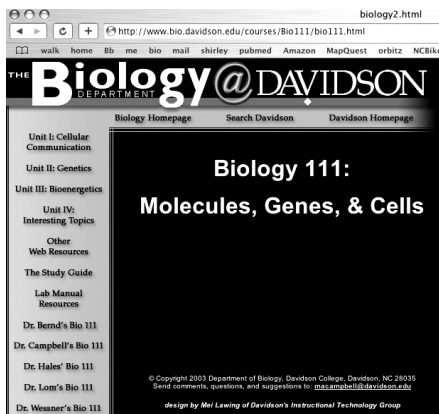 biology2.html
http://www.bio.davidson.edu/courses/Bio111/bio111.html
walk home Bb me bio mail shirley pubmed Amazon MapQuest orbitz NCBike
THE Biology @ DAVIDSON
DEPARTMENT
Biology Homepage Search Davidson Davidson Homepage
Unit I: Cellular
Communication
Unit II: Genetics
Unit III: Bioenergetics
Unit IV:
Interesting Topics
Other
Web Resources
The Study Guide
Lab Manual
Resources
Dr. Bernd's Bio 111
Dr. Campbell's Bio 111
Dr. Hales' Bio 111
Dr. Lom's Bio 111
Dr. Wessner's Bio 111
Biology 111:
Molecules, Genes, & Cells
© Copyright 2003 Department of Biology, Davidson College, Davidson, NC 28035
Send comments, questions, and suggestions to: macampbell@davidson.edu
design by Mei Lawing of Davidson's Instructional Technology Group